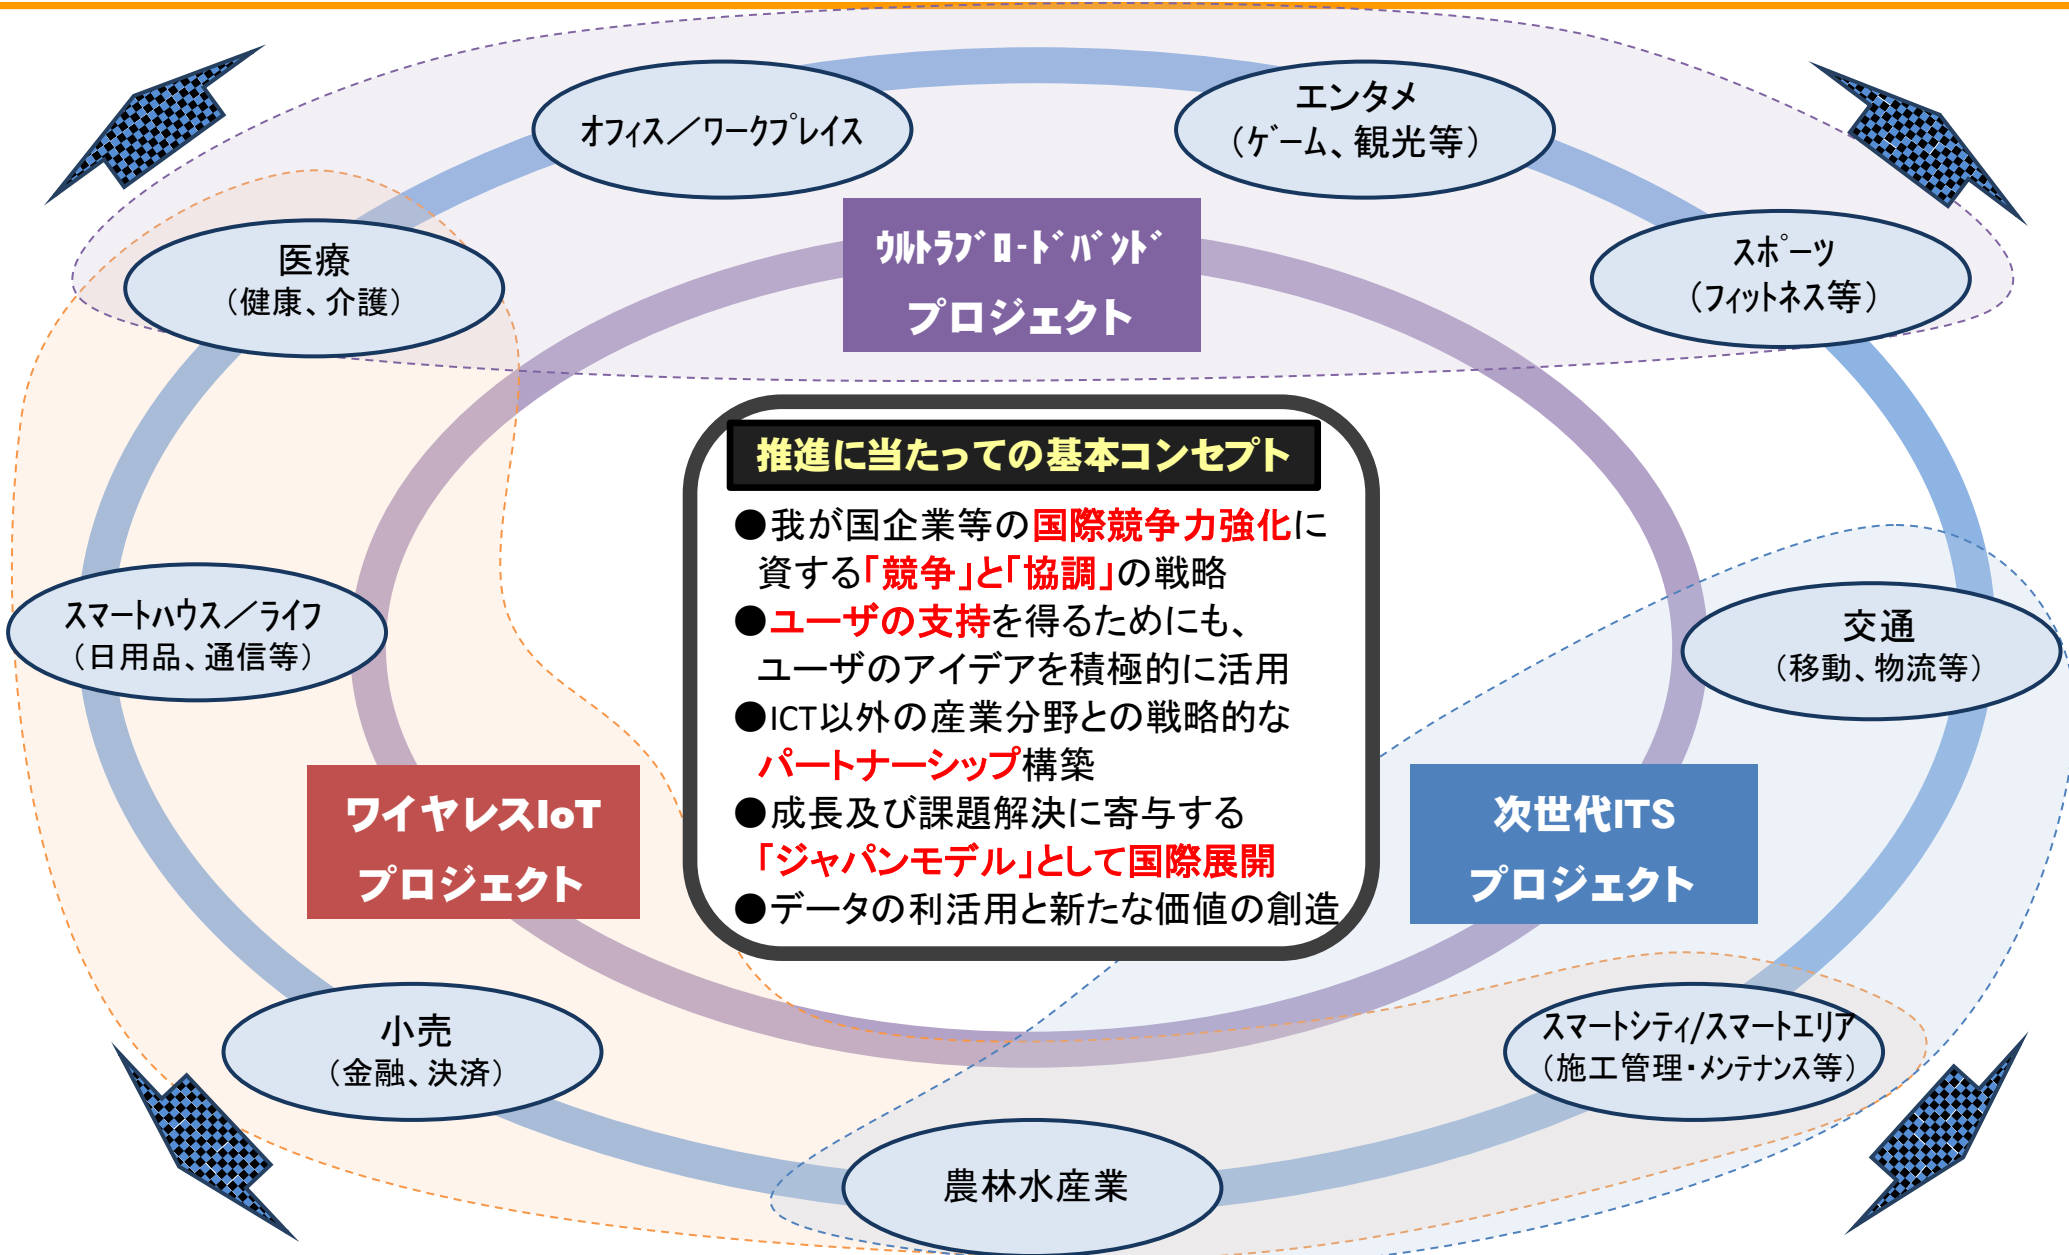 オフィス／ワークプレイス
エンタメ
（ゲーム、観光等）
医療
（健康、介護）
ウルトラブロードバンド
プロジェクト
スポーツ
（フィットネス等）
推進に当たっての基本コンセプト
●我が国企業等の国際競争力強化に
資する「競争」と「協調」の戦略
●ユーザの支持を得るためにも、
ユーザのアイデアを積極的に活用
●ICT以外の産業分野との戦略的な
パートナーシップ構築
●成長及び課題解決に寄与する
「ジャパンモデル」として国際展開
●データの利活用と新たな価値の創造
スマートハウス／ライフ
（日用品、通信等）
交通
（移動、物流等）
ワイヤレスIoT
プロジェクト
次世代ITS
プロジェクト
小売
（金融、決済）
スマートシティ/スマートエリア
（施工管理・メンテナンス等）
農林水産業